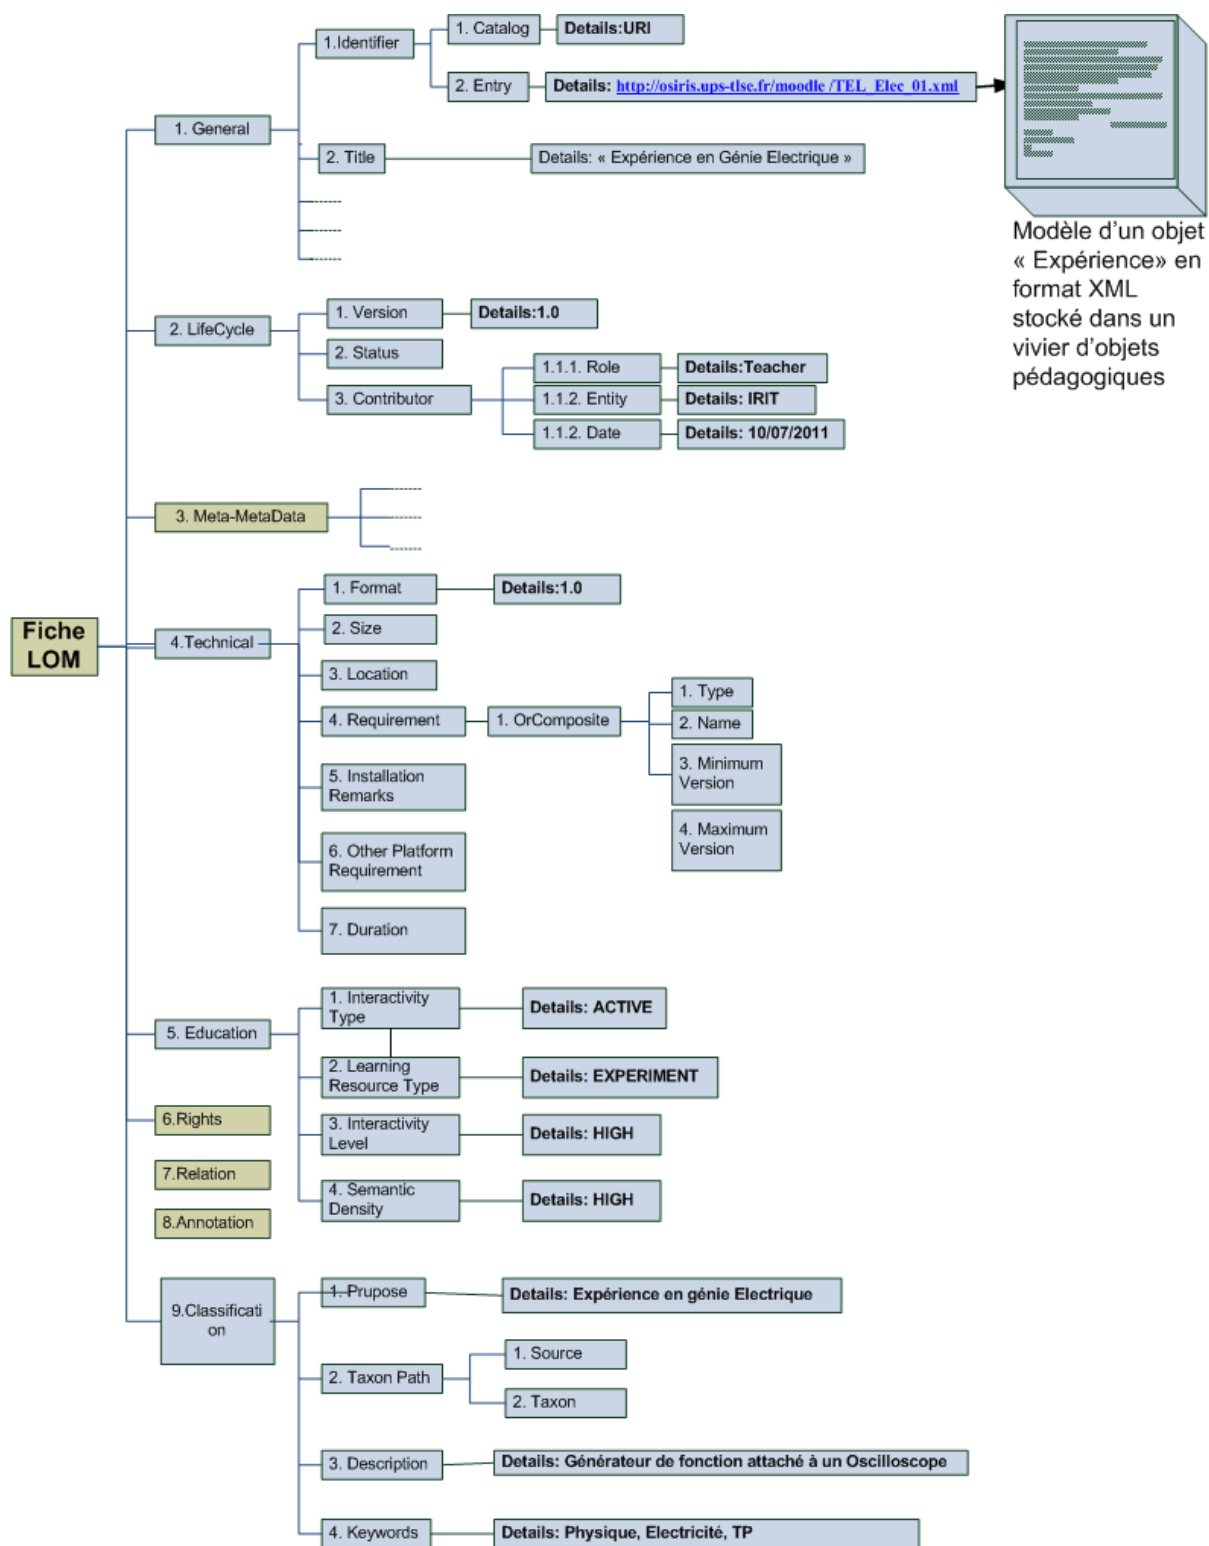 1.Identifier
1. Catalog
Details:URI
2. Entry
Details: http://osiris.ups-tlse.fr/moodle /TEL_Elec_01.xml
1. General
2. Title
Details: « Expérience en Génie Electrique »
Modèle d'un objet
« Expérience» en
format XML
stocké dans un
vivier d'objets
pédagogiques
2. LifeCycle
1. Version
Details:1.0
2. Status
3. Contributor
1.1.1. Role
Details:Teacher
1.1.2. Entity
Details: IRIT
1.1.2. Date
Details: 10/07/2011
3. Meta-MetaData
Fiche
LOM
4.Technical
1. Format
Details:1.0
2. Size
3. Location
4. Requirement
1. OrComposite
1. Type
2. Name
3. Minimum
Version
4. Maximum
Version
5. Installation
Remarks
6. Other Platform
Requirement
7. Duration
5. Education
1. Interactivity
Type
Details: ACTIVE
2. Learning
Resource Type
Details: EXPERIMENT
3. Interactivity
Level
Details: HIGH
4. Semantic
Density
Details: HIGH
6.Rights
7.Relation
8.Annotation
9.Classificati
on
1. Prupose
Details: Expérience en génie Electrique
2. Taxon Path
1. Source
2. Taxon
3. Description
Details: Générateur de fonction attaché à un Oscilloscope
4. Keywords
Details: Physique, Electricité, TP